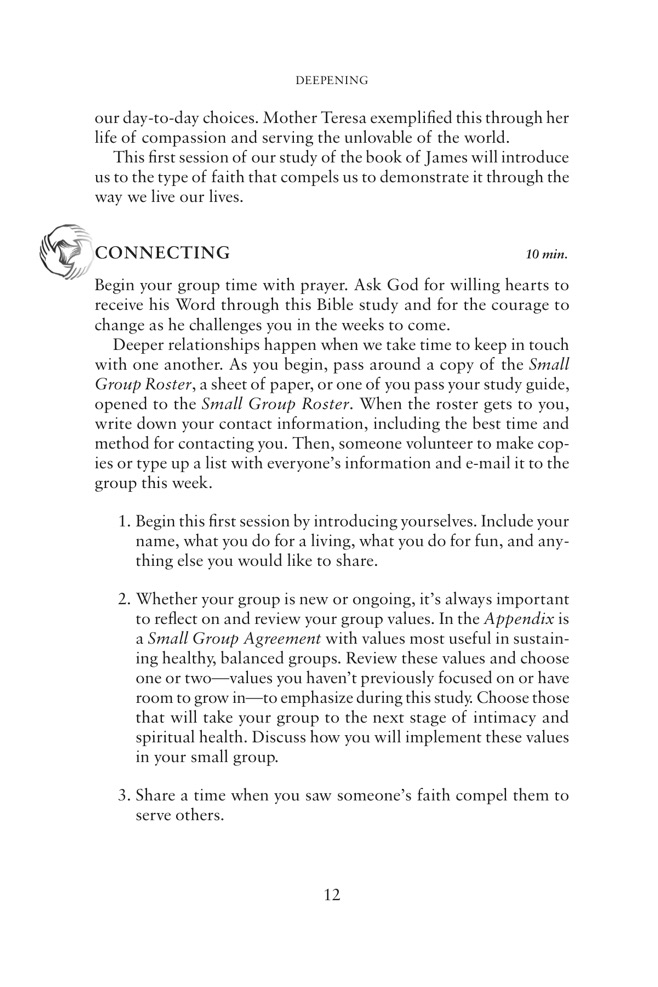 DEEPENING
our day-to-day choices. Mother Teresa exemplified this through her
life of compassion and serving the unlovable of the world.
This first session of our study of the book of James will introduce
us to the type of faith that compels us to demonstrate it through the
way we live our lives.
CONNECTING 10 min.
Begin your group time with prayer. Ask God for willing hearts to
receive his Word through this Bible study and for the courage to
change as he challenges you in the weeks to come.
Deeper relationships happen when we take time to keep in touch
with one another. As you begin, pass around a copy of the Small
Group Roster, a sheet of paper, or one of you pass your study guide,
opened to the Small Group Roster. When the roster gets to you,
write down your contact information, including the best time and
method for contacting you. Then, someone volunteer to make cop-
ies or type up a list with everyone's information and e-mail it to the
group this week.
1. Begin this first session by introducing yourselves. Include your
name, what you do for a living, what you do for fun, and any-
thing else you would like to share.
2. Whether your group is new or ongoing, it's always important
to reflect on and review your group values. In the Appendix is
a Small Group Agreement with values most useful in sustain-
ing healthy, balanced groups. Review these values and choose
one or two—values you haven't previously focused on or have
room to grow in—to emphasize during this study. Choose those
that will take your group to the next stage of intimacy and
spiritual health. Discuss how you will implement these values
in your small group.
3. Share a time when you saw someone's faith compel them to
serve others.
12